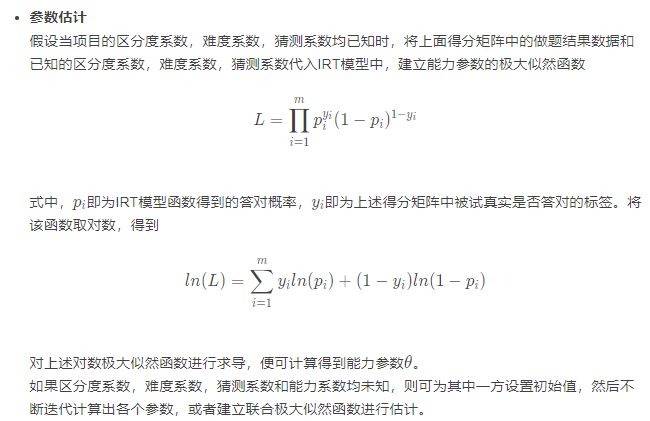 • 参数估计
假设当项目的区分度系数，难度系数，猜测系数均已知时，将上面得分矩阵中的做题结果数据和
已知的区分度系数，难度系数，猜测系数代入IRT模型中，建立能力参数的极大似然函数
L = ∏_{i=1}^{m} p_i^{y_i}(1 − p_i)^{1−y_i}
式中，p_i即为IRT模型函数得到的答对概率，y_i即为上述得分矩阵中被试真实是否答对的标签。将
该函数取对数，得到
ln(L) = ∑_{i=1}^{m} y_i ln(p_i) + (1 − y_i)ln(1 − p_i)
对上述对数极大似然函数进行求导，便可计算得到能力参数θ。
如果区分度系数，难度系数，猜测系数和能力系数均未知，则可为其中一方设置初始值，然后不
断迭代计算出各个参数，或者建立联合极大似然函数进行估计。